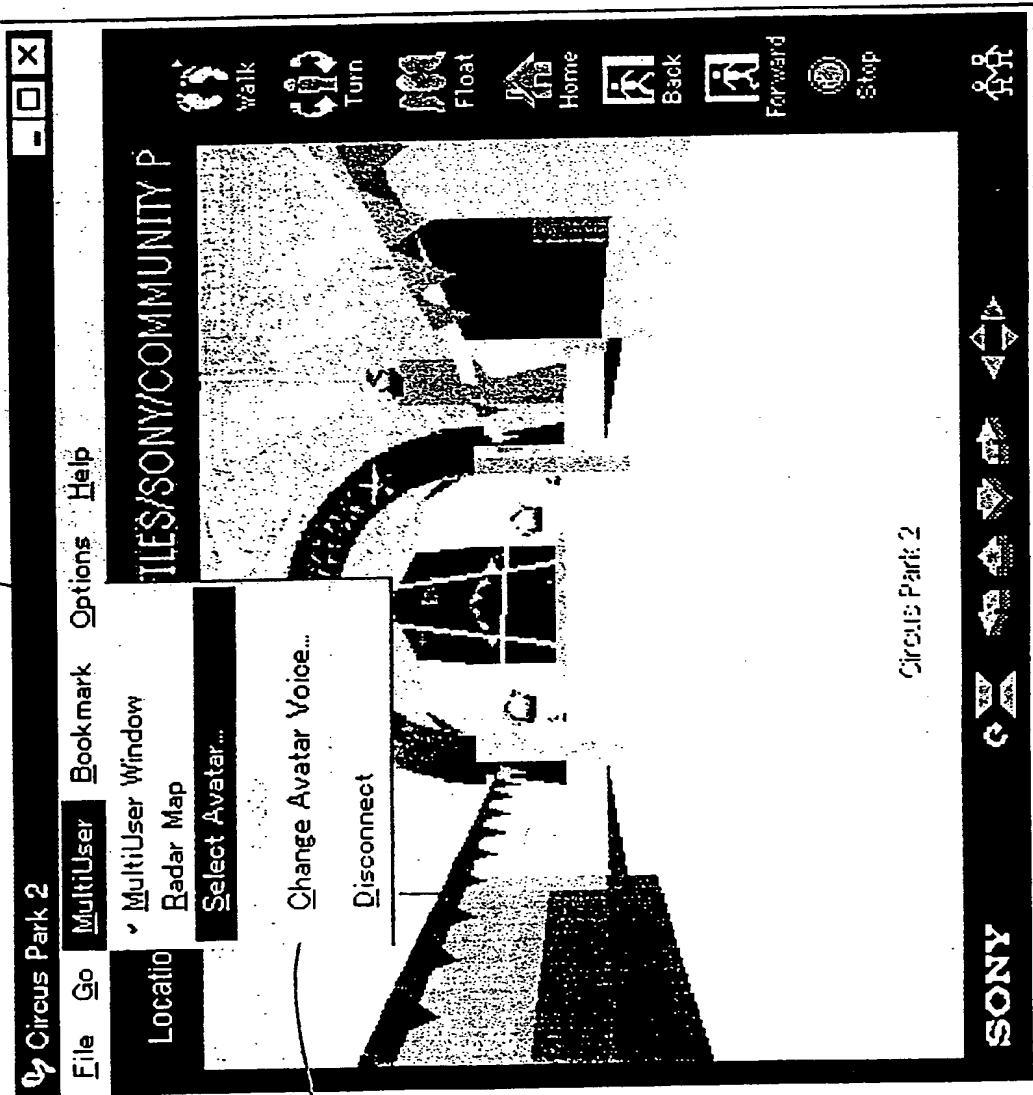 Circus Park 2
File Go MultiUser Bookmark Options Help
MultiUser Window
Radar Map
Select Avatar...
Change Avatar Voice...
Disconnect
Locatio
TILES/SONY/COMMUNITY P
Walk
Turn
Float
Home
Back
Forward
Stop
Circus Park 2
SONY